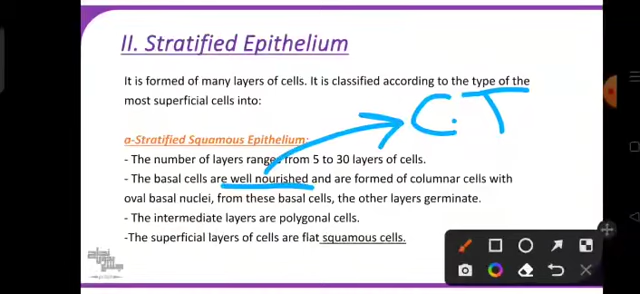 II. Stratified Epithelium
It is formed of many layers of cells. It is classified according to the type of the
most superficial cells into:
C.T
a-Stratified Squamous Epithelium:
- The number of layers ranges from 5 to 30 layers of cells.
- The basal cells are well nourished and are formed of columnar cells with
oval basal nuclei, from these basal cells, the other layers germinate.
- The intermediate layers are polygonal cells.
-The superficial layers of cells are flat squamous cells.